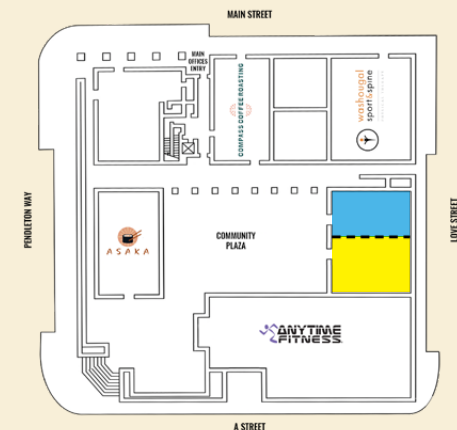 MAIN STREET
MAIN
OFFICES
ENTRY
COMPASS COFFEE ROASTING
washougal
sport&spine
PENDLETON WAY
LOVE STREET
ASAKA
COMMUNITY
PLAZA
ANYTIME
FITNESS
A STREET